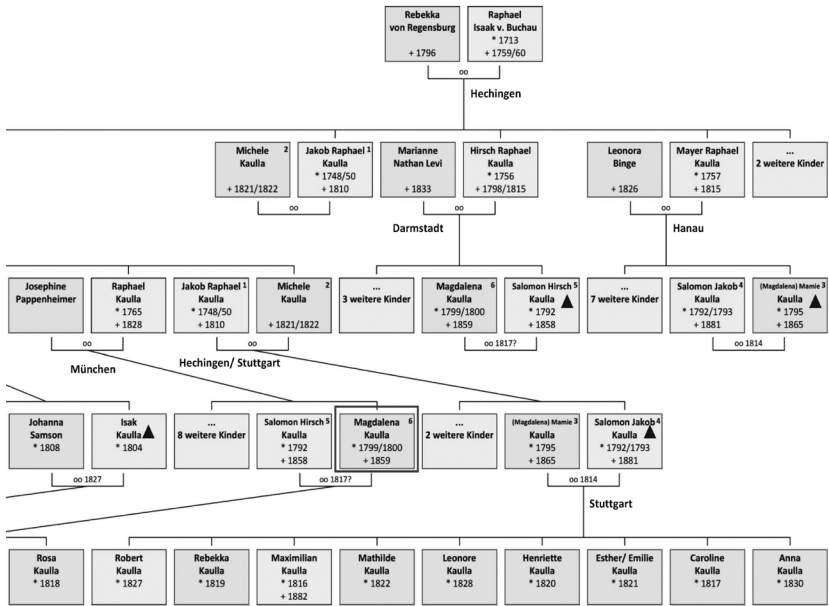 Rebekka
von Regensburg
+ 1796
Raphael
Isaak v. Buchau
* 1713
+ 1759/60
oo
Hechingen
Michele 2
Kaulla
+ 1821/1822
Jakob Raphael 1
Kaulla
* 1748/50
+ 1810
oo
Marianne
Nathan Levi
+ 1833
Hirsch Raphael
Kaulla
* 1756
+ 1798/1815
oo
Leonora
Binge
+ 1826
Mayer Raphael
Kaulla
* 1757
+ 1815
oo
...
2 weitere Kinder
Darmstadt
Hanau
Josephine
Pappenheimer
Raphael
Kaulla
* 1765
+ 1828
oo
Jakob Raphael 1
Kaulla
* 1748/50
+ 1810
Michele 2
Kaulla
+ 1821/1822
oo
...
3 weitere Kinder
Magdalena 6
Kaulla
* 1799/1800
+ 1859
Salomon Hirsch 5
Kaulla
* 1792
+ 1858
oo 1817?
...
7 weitere Kinder
Salomon Jakob 4
Kaulla
* 1792/1793
+ 1881
(Magdalena) Mamie 3
Kaulla
* 1795
+ 1865
oo 1814
München
Hechingen/ Stuttgart
Johanna
Samson
* 1808
Isak
Kaulla
* 1804
oo 1827
...
8 weitere Kinder
Salomon Hirsch 5
Kaulla
* 1792
+ 1858
Magdalena 6
Kaulla
* 1799/1800
+ 1859
oo 1817?
...
2 weitere Kinder
(Magdalena) Mamie 3
Kaulla
* 1795
+ 1865
Salomon Jakob 4
Kaulla
* 1792/1793
+ 1881
oo 1814
Stuttgart
Rosa
Kaulla
* 1818
Robert
Kaulla
* 1827
Rebekka
Kaulla
* 1819
Maximilian
Kaulla
* 1816
+ 1882
Mathilde
Kaulla
* 1822
Leonore
Kaulla
* 1828
Henriette
Kaulla
* 1820
Esther/ Emilie
Kaulla
* 1821
Caroline
Kaulla
* 1817
Anna
Kaulla
* 1830